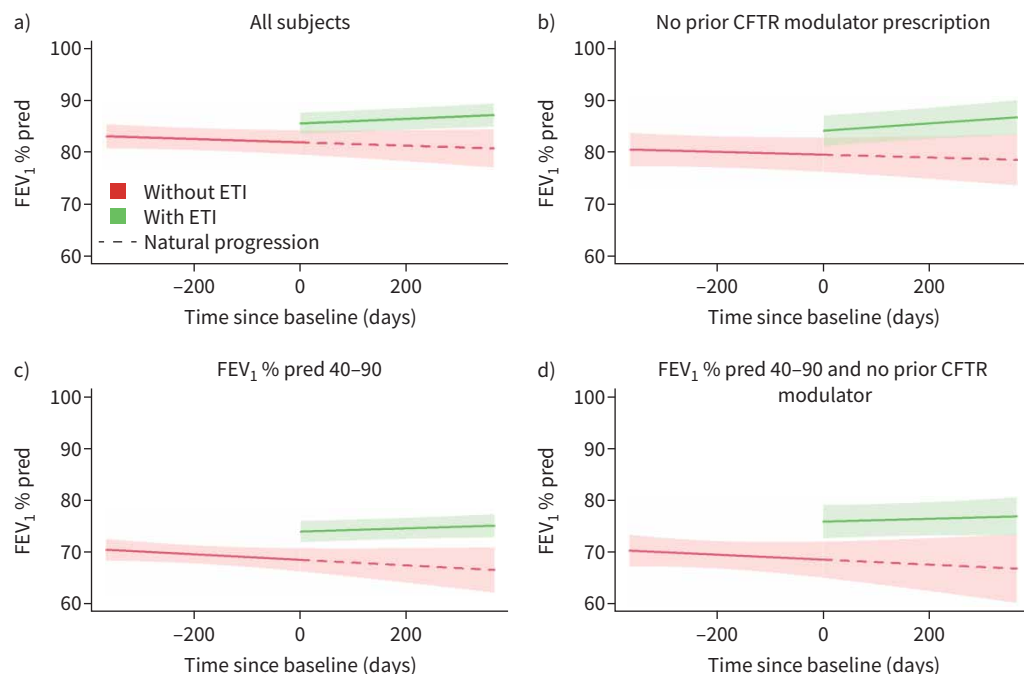 a) All subjects
100
90
80
70
60
FEV1 % pred
Without ETI
With ETI
Natural progression
–200 0 200
Time since baseline (days)
b) No prior CFTR modulator prescription
100
90
80
70
60
FEV1 % pred
–200 0 200
Time since baseline (days)
c) FEV1 % pred 40–90
100
90
80
70
60
FEV1 % pred
–200 0 200
Time since baseline (days)
d) FEV1 % pred 40–90 and no prior CFTR
modulator
100
90
80
70
60
FEV1 % pred
–200 0 200
Time since baseline (days)